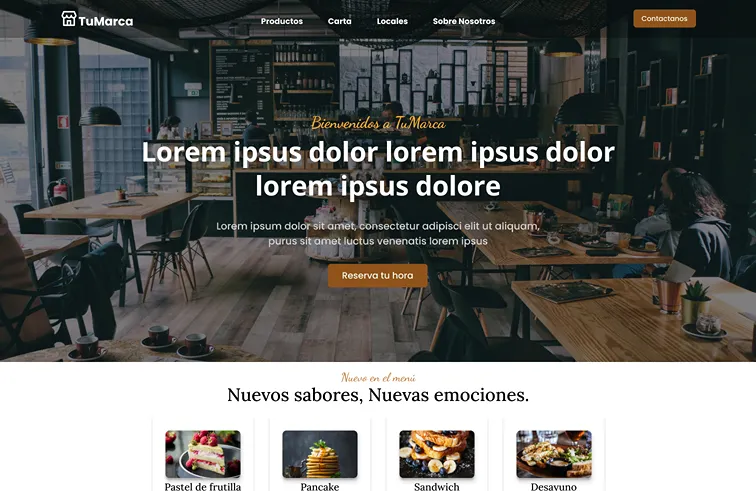 TuMarca
Productos
Carta
Locales
Sobre Nosotros
Contactanos
Bienvenidos a TuMarca
Lorem ipsus dolor lorem ipsus dolor
lorem ipsus dolore
Lorem ipsum dolor sit amet, consectetur adipisci elit ut aliquam,
purus sit amet luctus venenatis lorem ipsus
Reserva tu hora
Nuevo en el menú
Nuevos sabores, Nuevas emociones.
Pastel de frutilla
Pancake
Sandwich
Desayuno